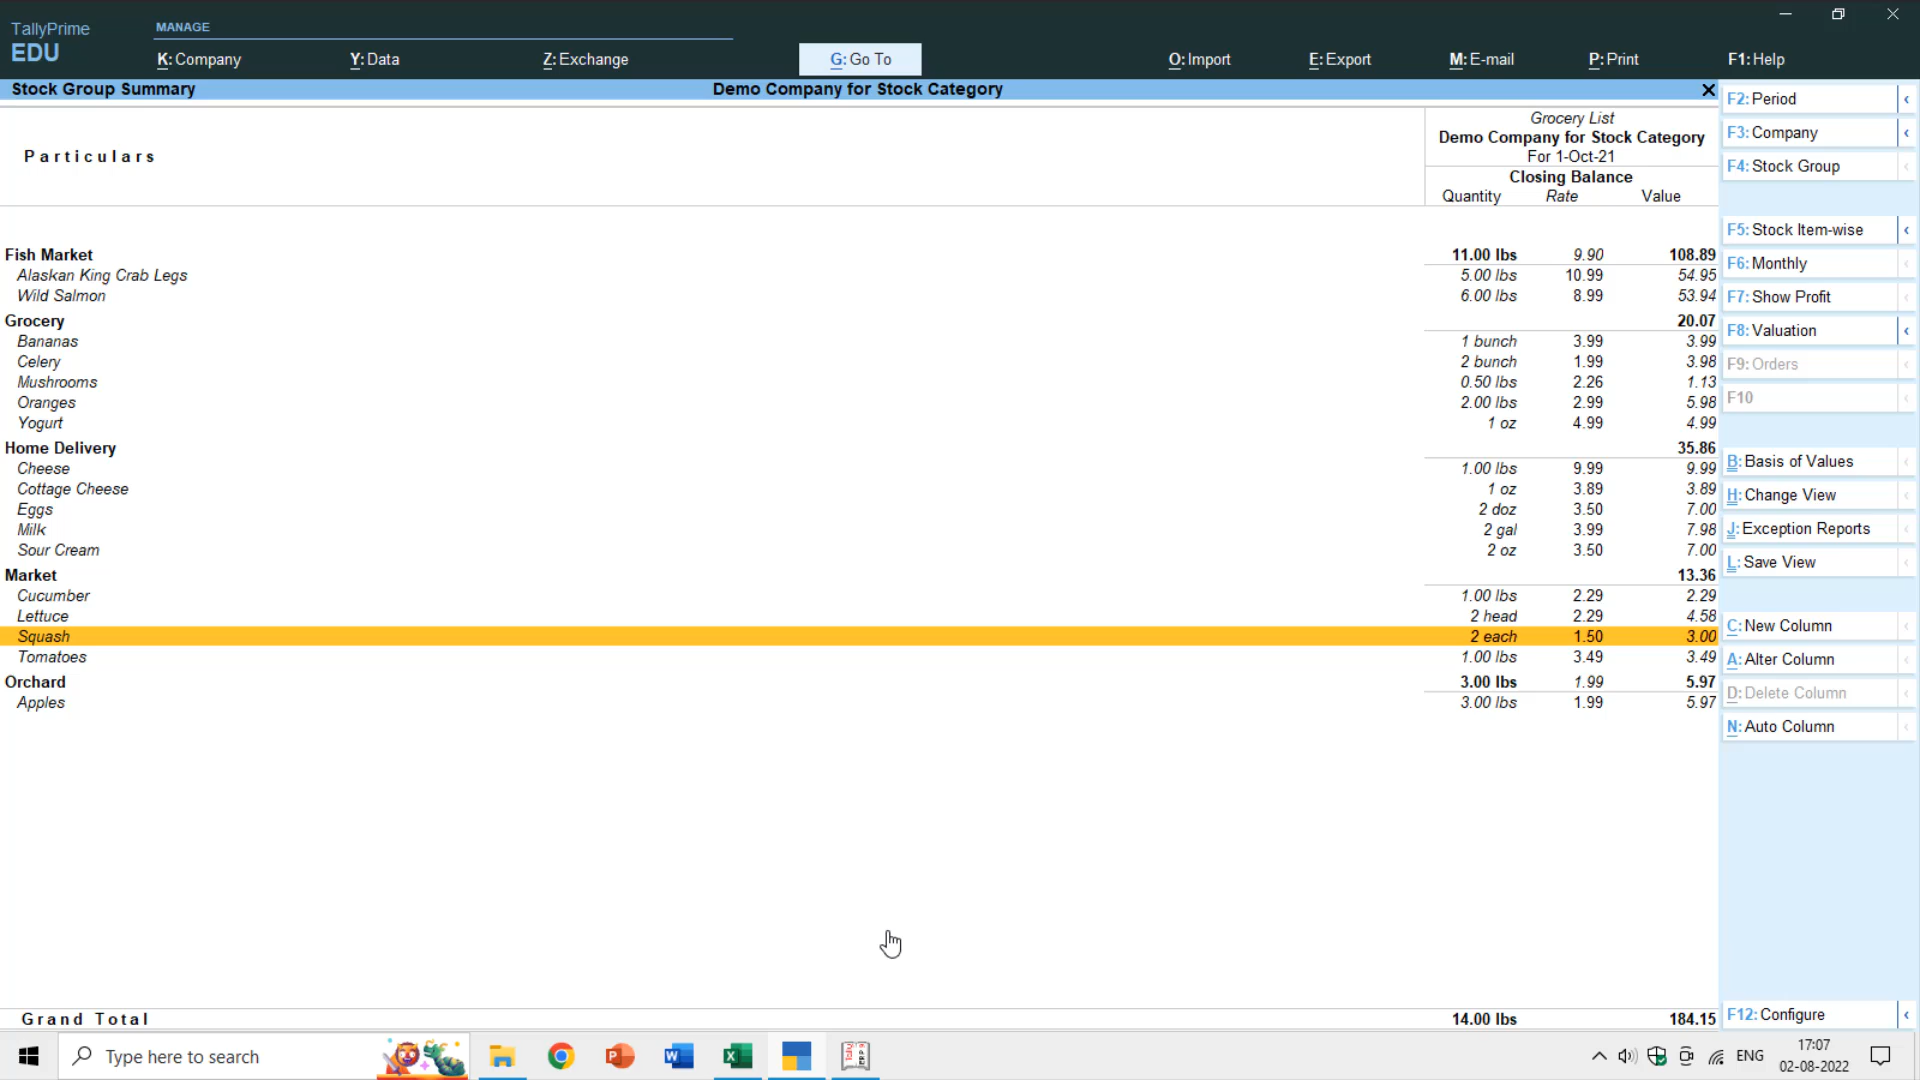 TallyPrime
EDU
MANAGE
K: Company
Y: Data
Z: Exchange
G: Go To
O: Import
E: Export
M: E-mail
P: Print
F1: Help
Stock Group Summary
Demo Company for Stock Category
Particulars
Grocery List
Demo Company for Stock Category
For 1-Oct-21
Closing Balance
Quantity Rate Value
Fish Market 11.00 lbs 9.90 108.89
Alaskan King Crab Legs 5.00 lbs 10.99 54.95
Wild Salmon 6.00 lbs 8.99 53.94
Grocery 20.07
Bananas 1 bunch 3.99 3.99
Celery 2 bunch 1.99 3.98
Mushrooms 0.50 lbs 2.26 1.13
Oranges 2.00 lbs 2.99 5.98
Yogurt 1 oz 4.99 4.99
Home Delivery 35.86
Cheese 1.00 lbs 9.99 9.99
Cottage Cheese 1 oz 3.89 3.89
Eggs 2 doz 3.50 7.00
Milk 2 gal 3.99 7.98
Sour Cream 2 oz 3.50 7.00
Market 13.36
Cucumber 1.00 lbs 2.29 2.29
Lettuce 2 head 2.29 4.58
Squash 2 each 1.50 3.00
Tomatoes 1.00 lbs 3.49 3.49
Orchard 3.00 lbs 1.99 5.97
Apples 3.00 lbs 1.99 5.97
Grand Total 14.00 lbs 184.15
F2: Period
F3: Company
F4: Stock Group
F5: Stock Item-wise
F6: Monthly
F7: Show Profit
F8: Valuation
F9: Orders
F10
B: Basis of Values
H: Change View
J: Exception Reports
L: Save View
C: New Column
A: Alter Column
D: Delete Column
N: Auto Column
F12: Configure
Type here to search
ENG
17:07
02-08-2022